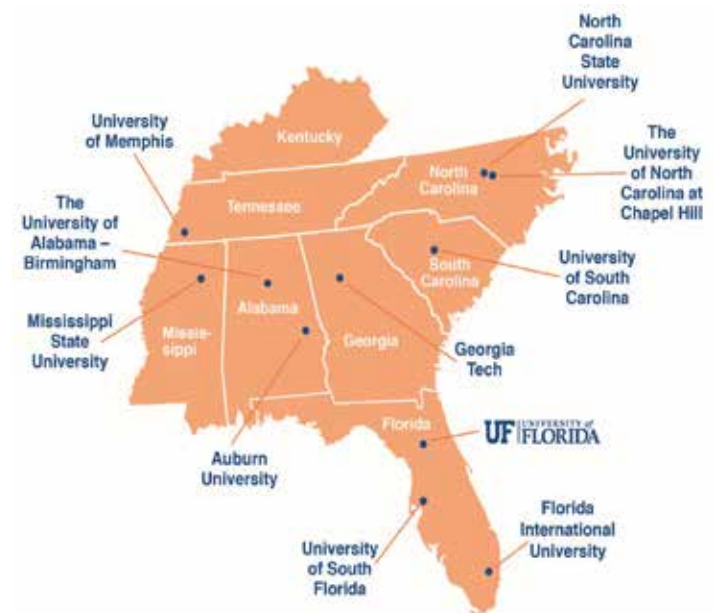 North
Carolina
State
University
University
of Memphis
Kentucky
The
University
of North
Carolina at
Chapel Hill
North
Carolina
Tennessee
The
University of
Alabama –
Birmingham
South
Carolina
University
of South
Carolina
Alabama
Mississippi
State
University
Missis-
sippi
Georgia
Georgia
Tech
Florida
UF UNIVERSITY of
FLORIDA
Auburn
University
Florida
International
University
University
of South
Florida